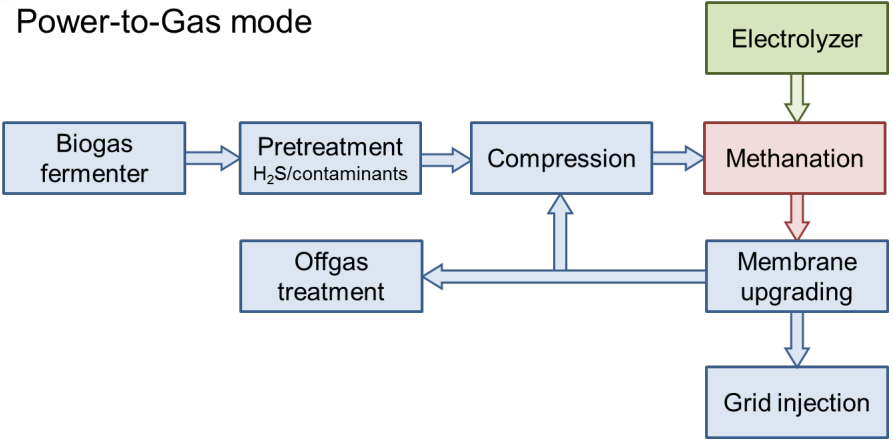 Power-to-Gas mode
Electrolyzer
Biogas
fermenter
Pretreatment
H₂S/contaminants
Compression
Methanation
Offgas
treatment
Membrane
upgrading
Grid injection